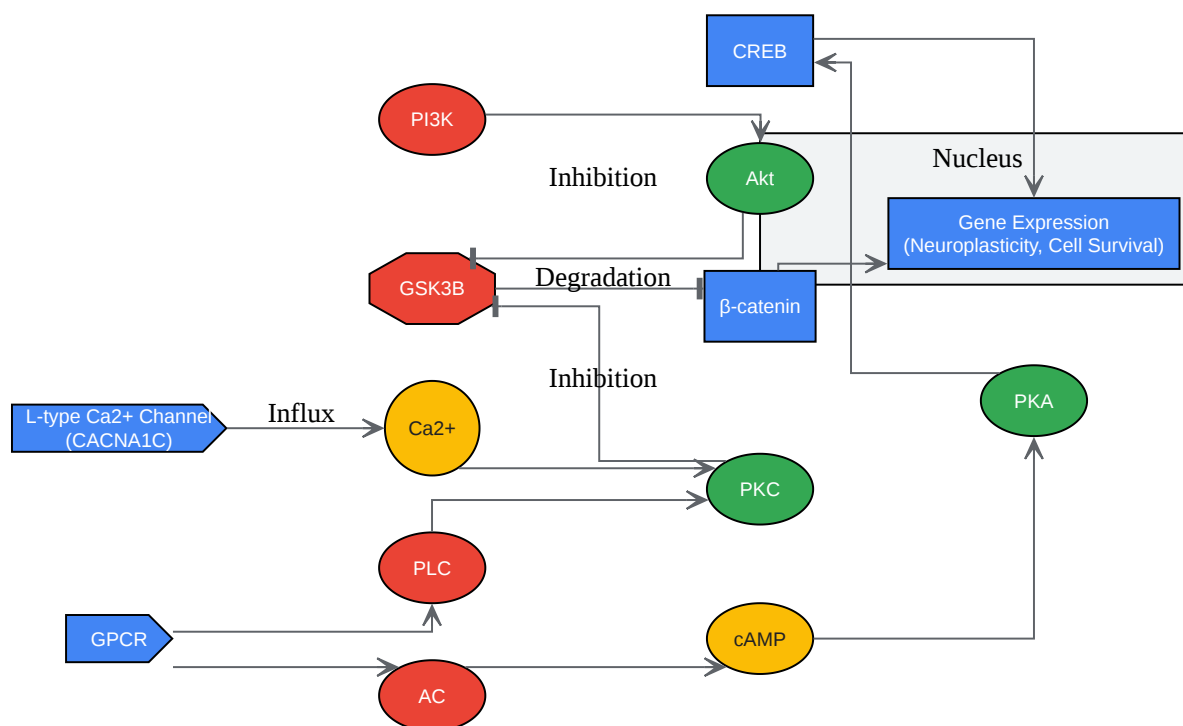 CREB
PI3K
Nucleus
Inhibition
Akt
Gene Expression
(Neuroplasticity, Cell Survival)
GSK3B
Degradation
β-catenin
Inhibition
PKA
L-type Ca2+ Channel
(CACNA1C)
Influx
Ca2+
PKC
PLC
GPCR
cAMP
AC